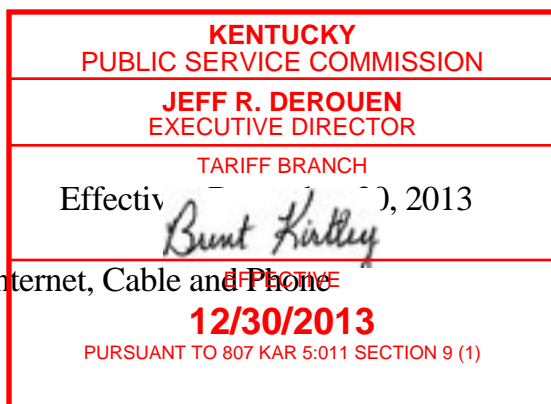 KENTUCKY
PUBLIC SERVICE COMMISSION
JEFF R. DEROUEN
EXECUTIVE DIRECTOR
TARIFF BRANCH
0, 2013
Bunt Kirtley
nternet, Cable and Phone
EFFECTIVE
12/30/2013
PURSUANT TO 807 KAR 5:011 SECTION 9 (1)